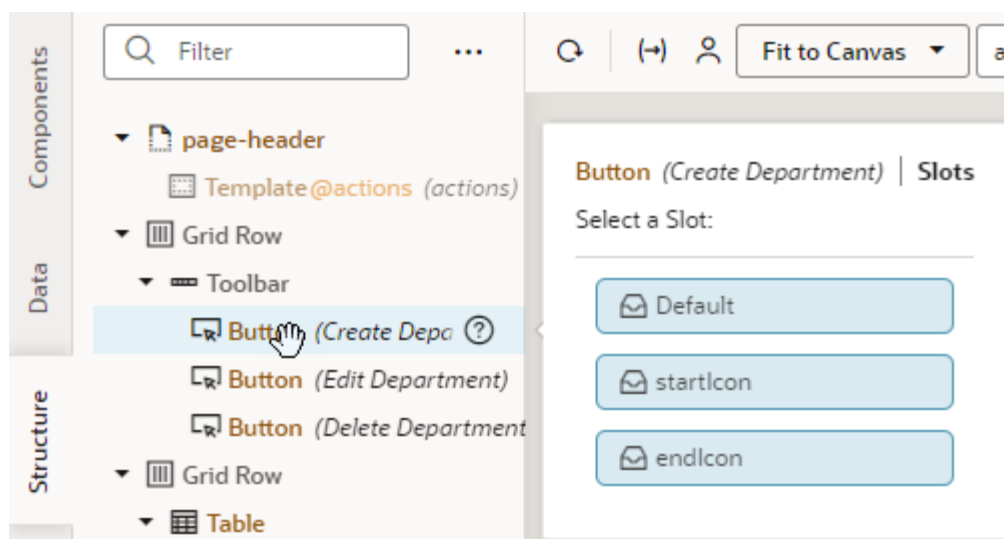 Components
Data
Structure
Filter
...
page-header
Template@actions (actions)
Grid Row
Toolbar
Button (Create Depa
Button (Edit Department)
Button (Delete Department
Grid Row
Table
Fit to Canvas
Button (Create Department) | Slots
Select a Slot:
Default
startIcon
endIcon